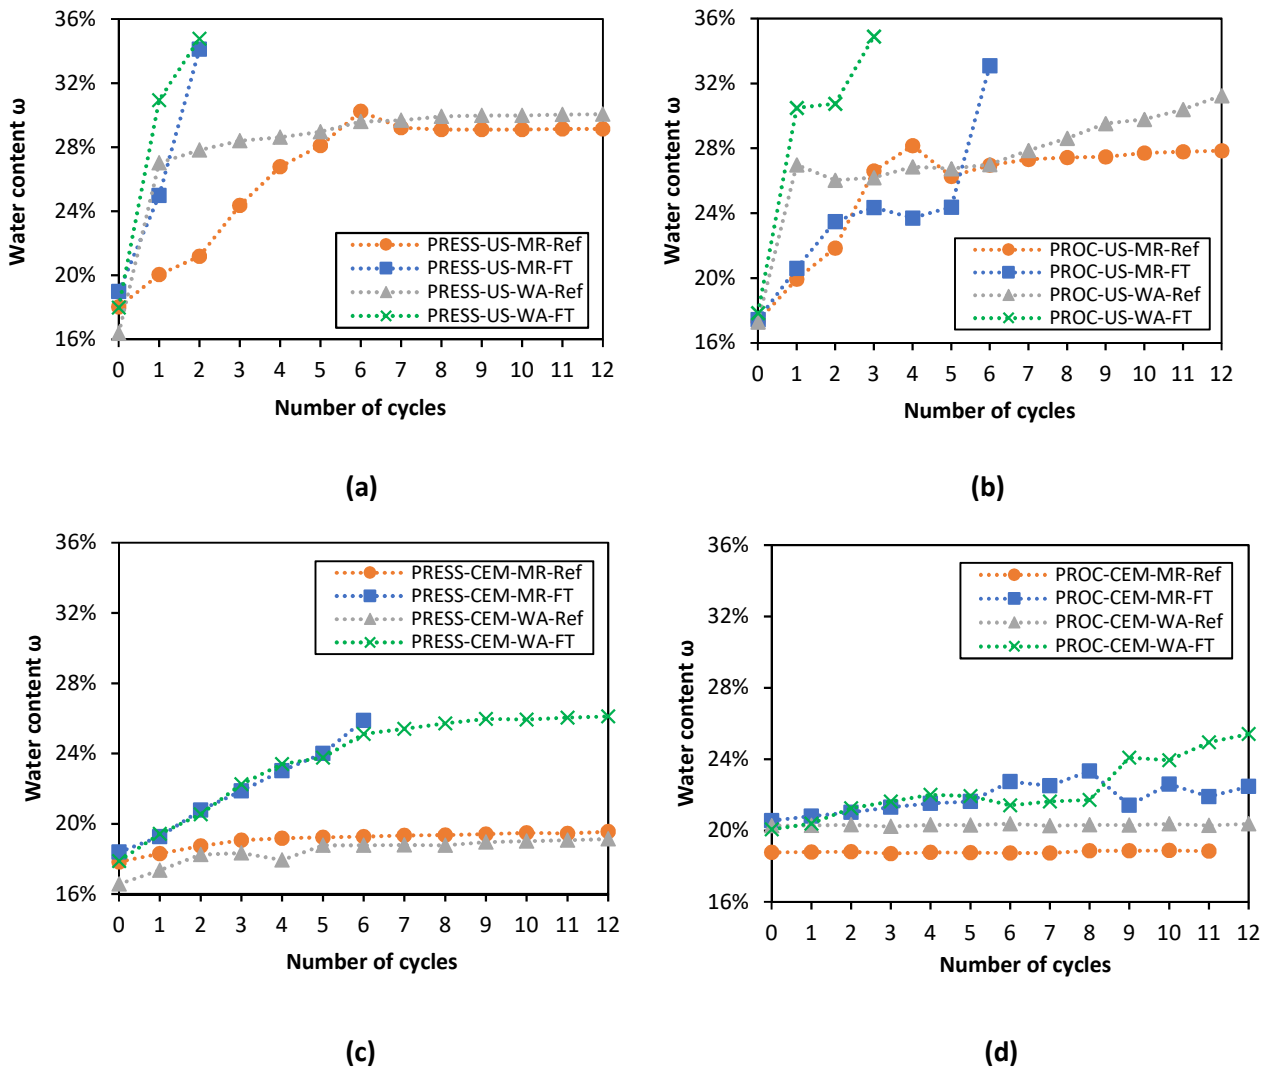 36%
32%
28%
24%
20%
16%
Water content ω
PRESS-US-MR-Ref
PRESS-US-MR-FT
PRESS-US-WA-Ref
PRESS-US-WA-FT
0 1 2 3 4 5 6 7 8 9 10 11 12
Number of cycles
(a)
36%
32%
28%
24%
20%
16%
Water content ω
PROC-US-MR-Ref
PROC-US-MR-FT
PROC-US-WA-Ref
PROC-US-WA-FT
0 1 2 3 4 5 6 7 8 9 10 11 12
Number of cycles
(b)
36%
32%
28%
24%
20%
16%
Water content ω
PRESS-CEM-MR-Ref
PRESS-CEM-MR-FT
PRESS-CEM-WA-Ref
PRESS-CEM-WA-FT
0 1 2 3 4 5 6 7 8 9 10 11 12
Number of cycles
(c)
36%
32%
28%
24%
20%
16%
Water content ω
PROC-CEM-MR-Ref
PROC-CEM-MR-FT
PROC-CEM-WA-Ref
PROC-CEM-WA-FT
0 1 2 3 4 5 6 7 8 9 10 11 12
Number of cycles
(d)